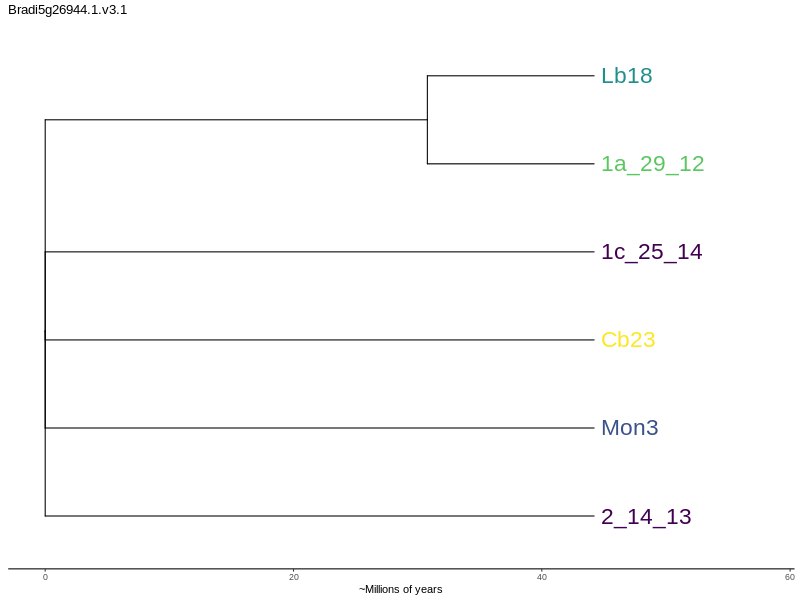 Bradi5g26944.1.v3.1
Lb18
1a_29_12
1c_25_14
Cb23
Mon3
2_14_13
0 20 40 60
~Millions of years